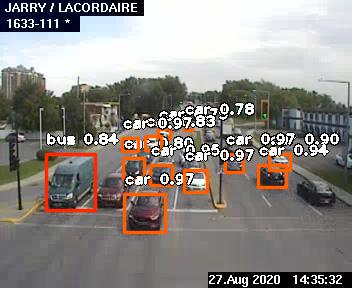 JARRY / LACORDAIRE
1633-111 *
car 0.78
car 0.97
.83
bus 0.84
car 0.97 0.90
car 0.97
car 0.94
car 0.97
27.Aug 2020 14:35:32